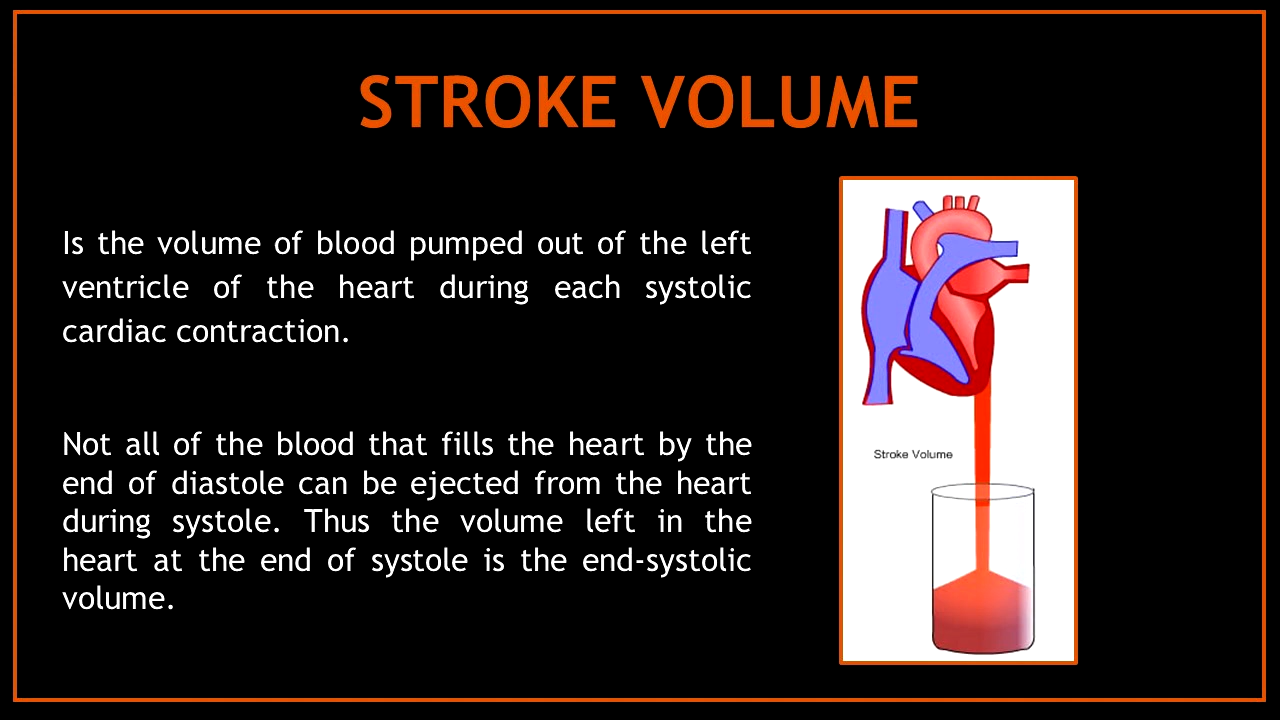 STROKE VOLUME
Is the volume of blood pumped out of the left
ventricle of the heart during each systolic
cardiac contraction.
Not all of the blood that fills the heart by the
end of diastole can be ejected from the heart
during systole. Thus the volume left in the
heart at the end of systole is the end-systolic
volume.
Stroke Volume